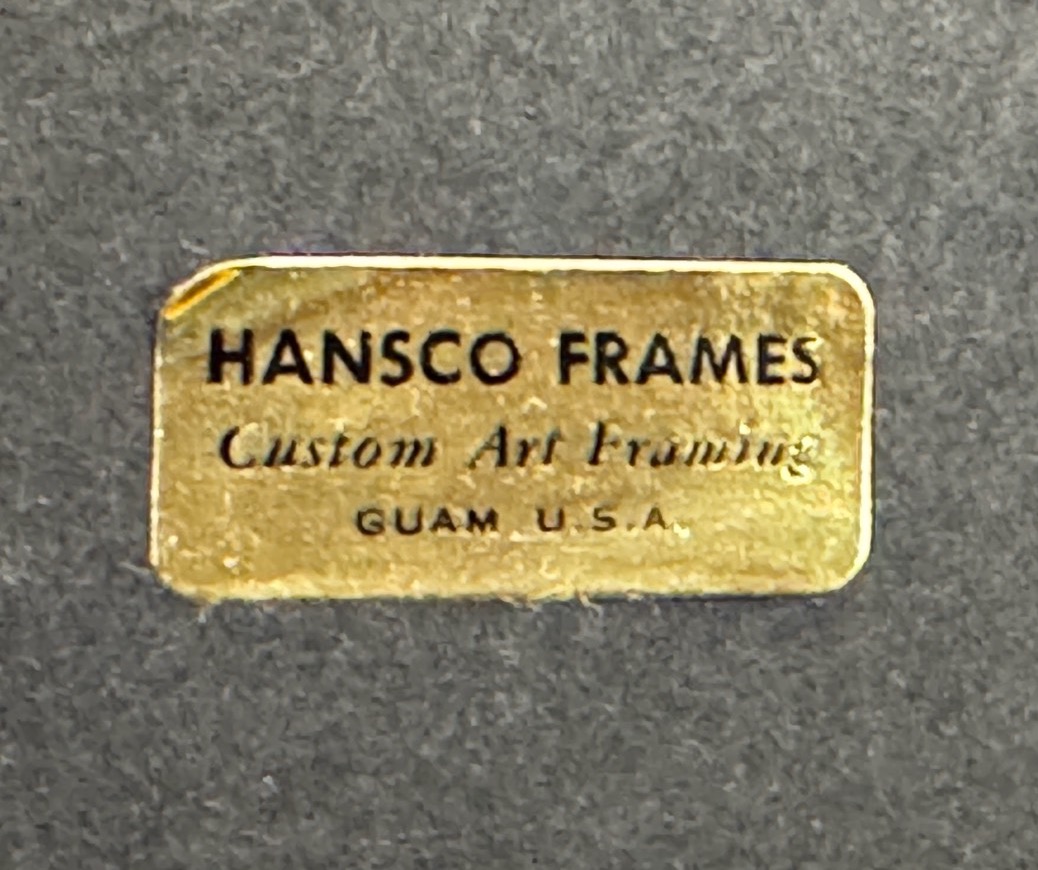 HANSCO FRAMES
Custom Art Framing
GUAM U.S.A.